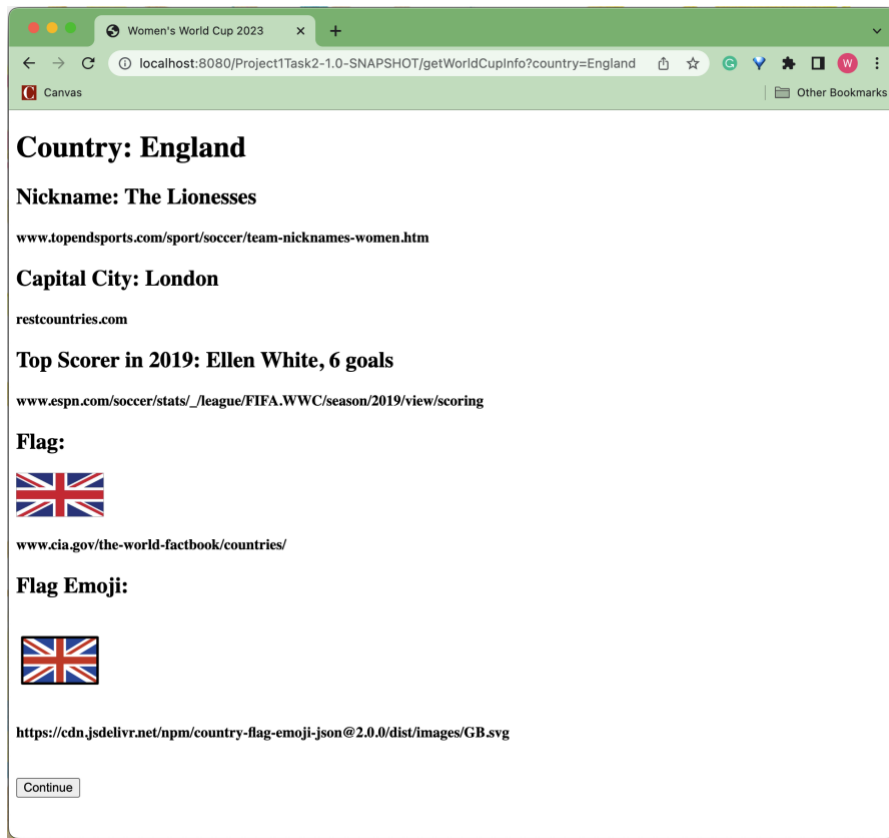 Women's World Cup 2023
localhost:8080/Project1Task2-1.0-SNAPSHOT/getWorldCupInfo?country=England
W
Canvas
Other Bookmarks
Country: England
Nickname: The Lionesses
www.topendsports.com/sport/soccer/team-nicknames-women.htm
Capital City: London
restcountries.com
Top Scorer in 2019: Ellen White, 6 goals
www.espn.com/soccer/stats/_/league/FIFA.WWC/season/2019/view/scoring
Flag:
www.cia.gov/the-world-factbook/countries/
Flag Emoji:
https://cdn.jsdelivr.net/npm/country-flag-emoji-json@2.0.0/dist/images/GB.svg
Continue